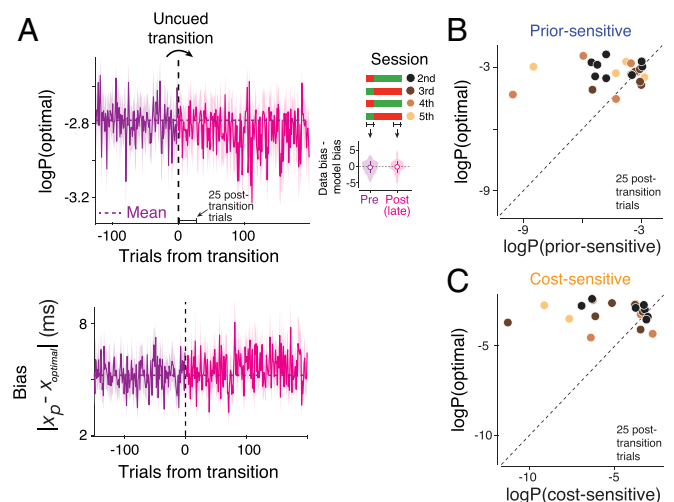 A
Uncued
transition
logP(optimal)
-2.8
-3.2
Mean
25 post-
transition
trials
-100
0
100
Trials from transition
Session
2nd
3rd
4th
5th
Data bias -
model bias
5
0
-5
Pre
Post
(late)
Bias
|xp - xoptimal| (ms)
8
2
-100
0
100
Trials from transition
B
Prior-sensitive
logP(optimal)
-3
-9
25 post-
transition
trials
-9
-3
logP(prior-sensitive)
C
Cost-sensitive
logP(optimal)
-5
-10
25 post-
transition
trials
-10
-5
logP(cost-sensitive)